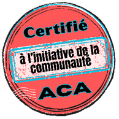 Certifié
à l'initiative de la
communauté
ACA